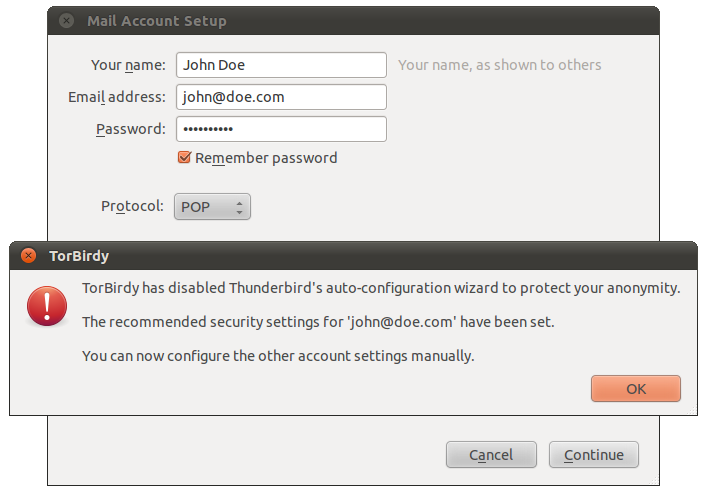 Mail Account Setup
Your name: John Doe Your name, as shown to others
Email address: john@doe.com
Password: ••••••••••
Remember password
Protocol: POP
TorBirdy
TorBirdy has disabled Thunderbird's auto-configuration wizard to protect your anonymity.
The recommended security settings for 'john@doe.com' have been set.
You can now configure the other account settings manually.
OK
Cancel Continue